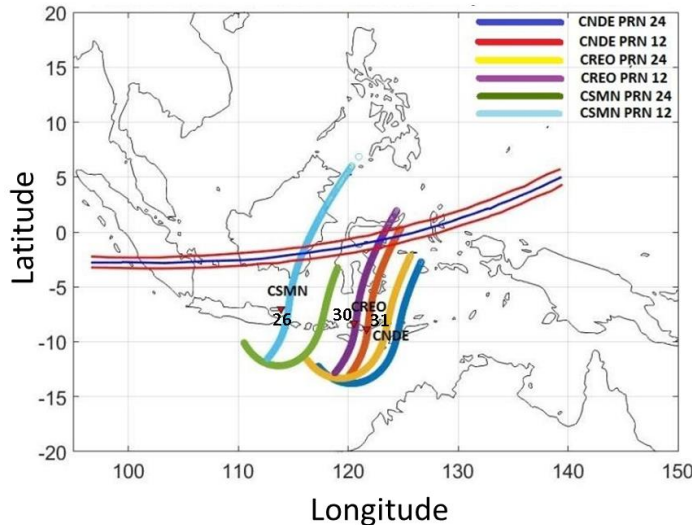 20
15
10
5
0
-5
-10
-15
-20
Latitude
CNDE PRN 24
CNDE PRN 12
CREO PRN 24
CREO PRN 12
CSMN PRN 24
CSMN PRN 12
CSMN
26
CREO
30
31
CNDE
100
110
120
130
140
150
Longitude